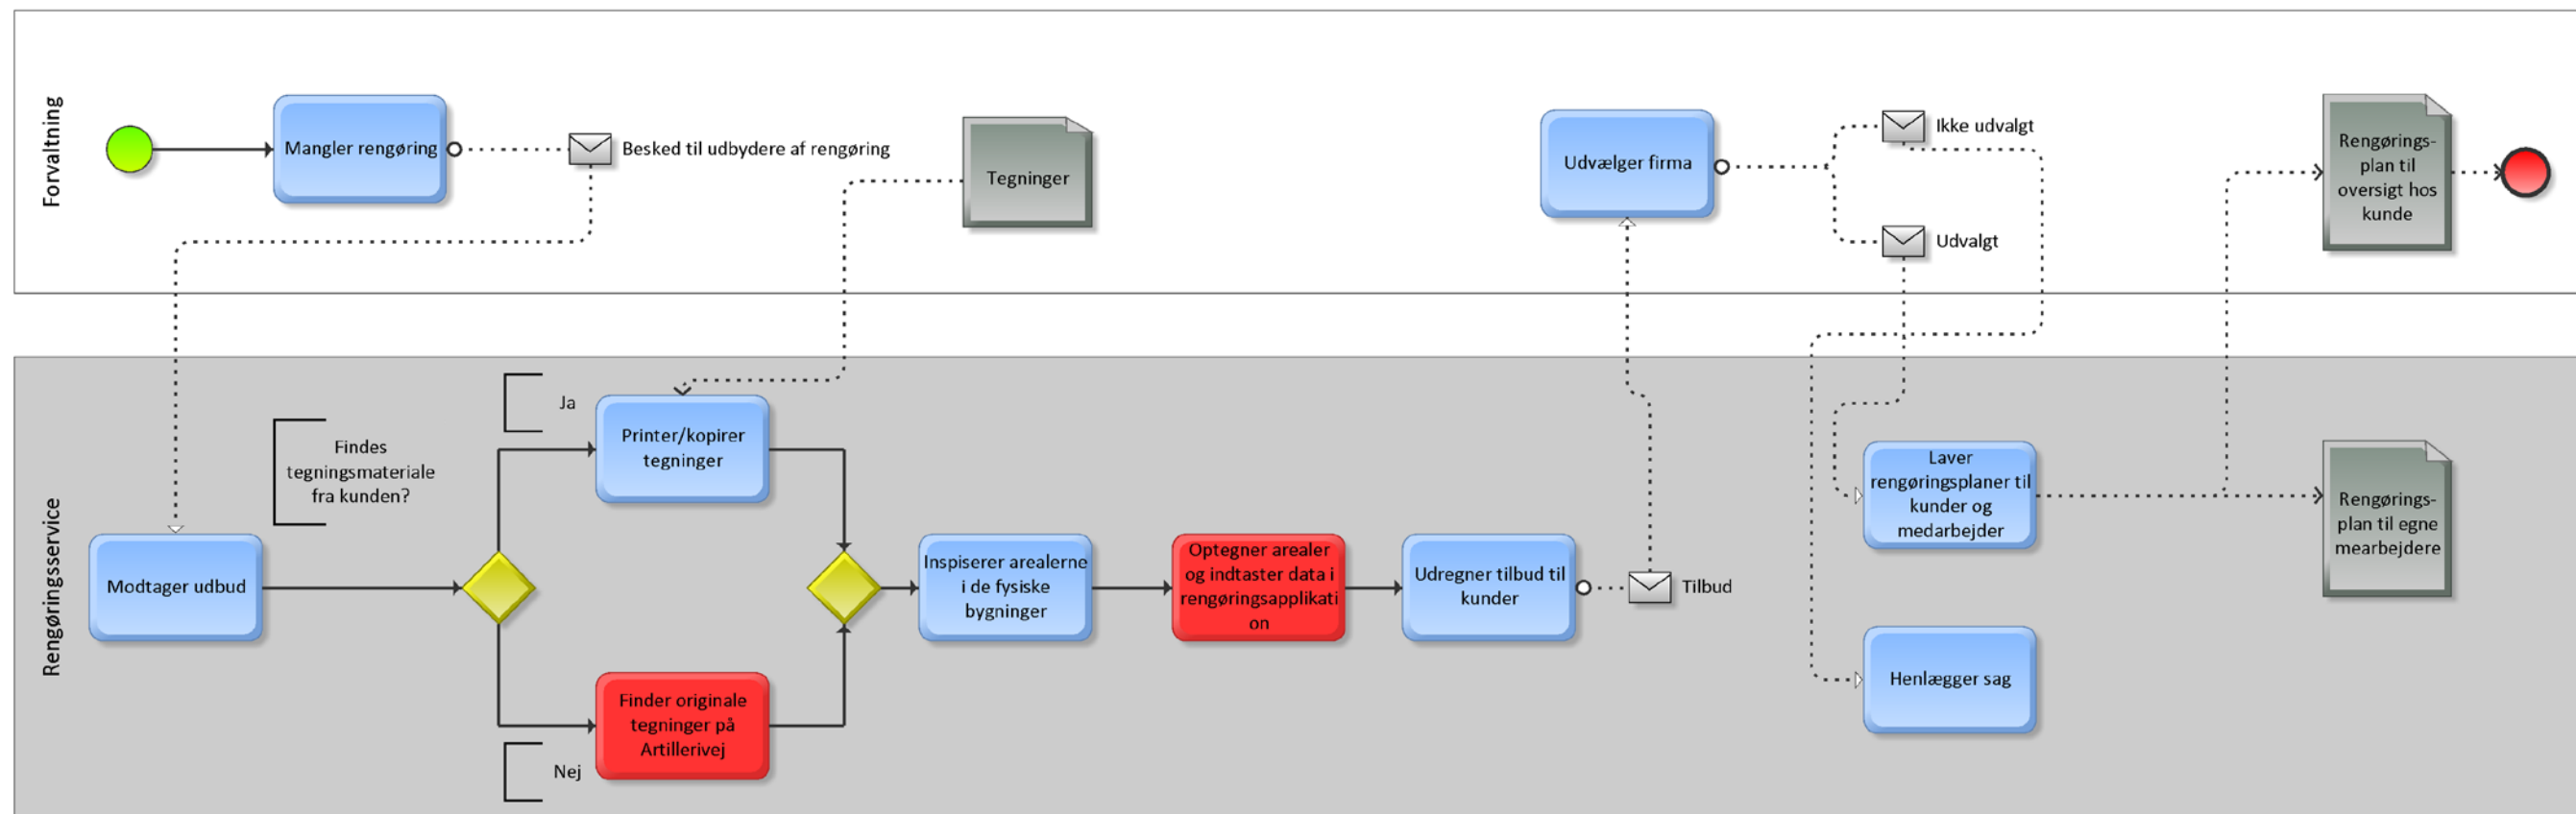 Forvaltning
Mangler rengøring
Besked til udbydere af rengøring
Tegninger
Udvælger firma
Ikke udvalgt
Udvalgt
Rengørings-
plan til
oversigt hos
kunde
Rengøringsservice
Modtager udbud
Findes
tegningsmateriale
fra kunden?
Ja
Printer/kopirer
tegninger
Nej
Finder originale
tegninger på
Artillerivej
Inspiserer arealerne
i de fysiske
bygninger
Optegner arealer
og indtaster data i
rengøringsapplikati
on
Udregner tilbud til
kunder
Tilbud
Laver
rengøringsplaner til
kunder og
medarbejder
Henlægger sag
Rengørings-
plan til egne
mearbejdere